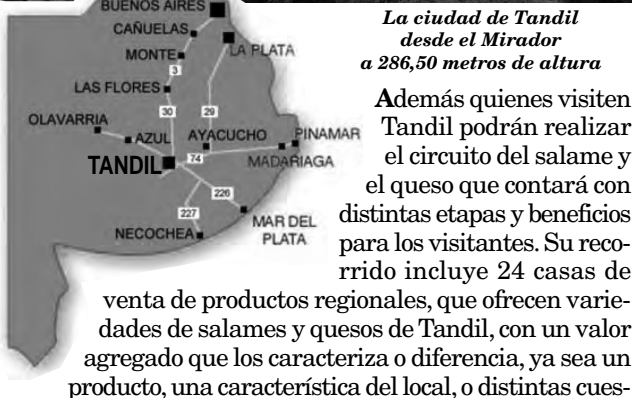 BUENOS AIRES
CAÑUELAS
MONTE
LA PLATA
3
LAS FLORES
30
29
OLAVARRIA
AZUL
AYACUCHO
PINAMAR
TANDIL
74
MADARIAGA
226
227
NECOCHEA
MAR DEL
PLATA
La ciudad de Tandil
desde el Mirador
a 286,50 metros de altura
Además quienes visiten
Tandil podrán realizar
el circuito del salame y
el queso que contará con
distintas etapas y beneficios
para los visitantes. Su reco-
rrido incluye 24 casas de
venta de productos regionales, que ofrecen varie-
dades de salames y quesos de Tandil, con un valor
agregado que los caracteriza o diferencia, ya sea un
producto, una característica del local, o distintas cues-